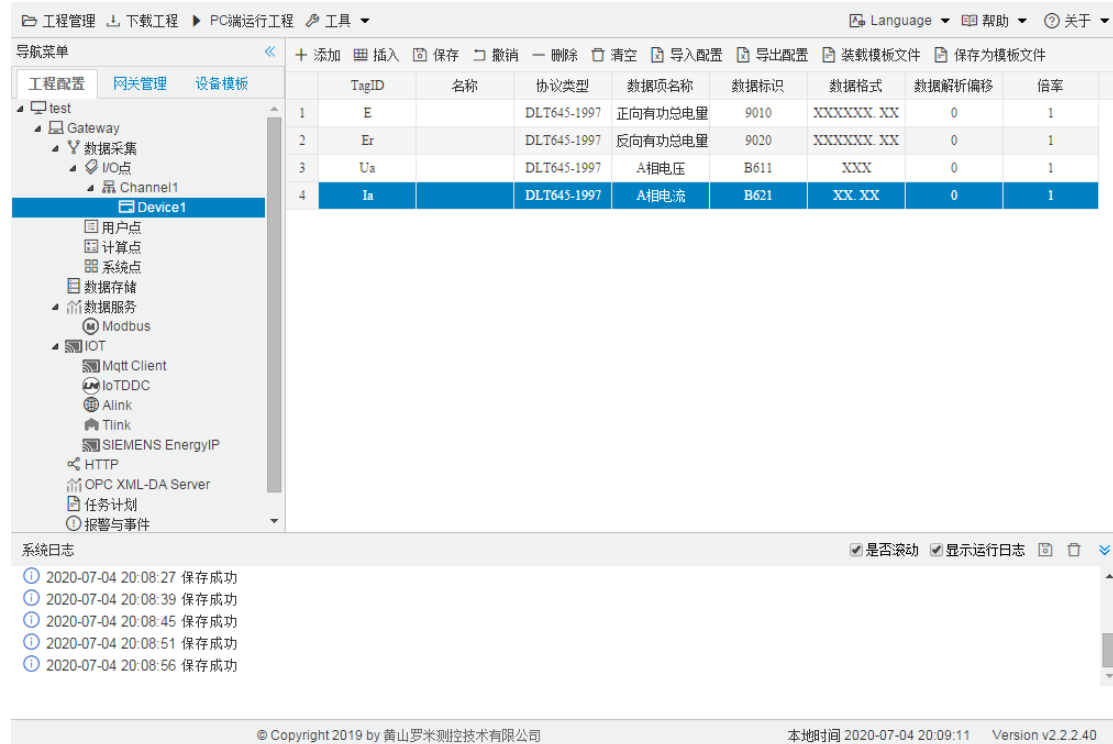 工程管理 下载工程 PC端运行工程 工具 Language 帮助 关于
导航菜单
添加 插入 保存 撤销 删除 清空 导入配置 导出配置 装载模板文件 保存为模板文件
工程配置 网关管理 设备模板
test
Gateway
数据采集
I/O点
Channel1
Device1
用户点
计算点
系统点
数据存储
数据服务
Modbus
IOT
Mqtt Client
IoTDDC
Alink
Tlink
SIEMENS EnergyIP
HTTP
OPC XML-DA Server
任务计划
报警与事件
TagID 名称 协议类型 数据项名称 数据标识 数据格式 数据解析偏移 倍率
1 E DLT645-1997 正向有功总电量 9010 XXXXXX.XX 0 1
2 Er DLT645-1997 反向有功总电量 9020 XXXXXX.XX 0 1
3 Ua DLT645-1997 A相电压 B611 XXX 0 1
4 Ia DLT645-1997 A相电流 B621 XX.XX 0 1
系统日志 是否滚动 显示运行日志
2020-07-04 20:08:27 保存成功
2020-07-04 20:08:39 保存成功
2020-07-04 20:08:45 保存成功
2020-07-04 20:08:51 保存成功
2020-07-04 20:08:56 保存成功
© Copyright 2019 by 黄山罗米测控技术有限公司 本地时间 2020-07-04 20:09:11 Version v2.2.2.40